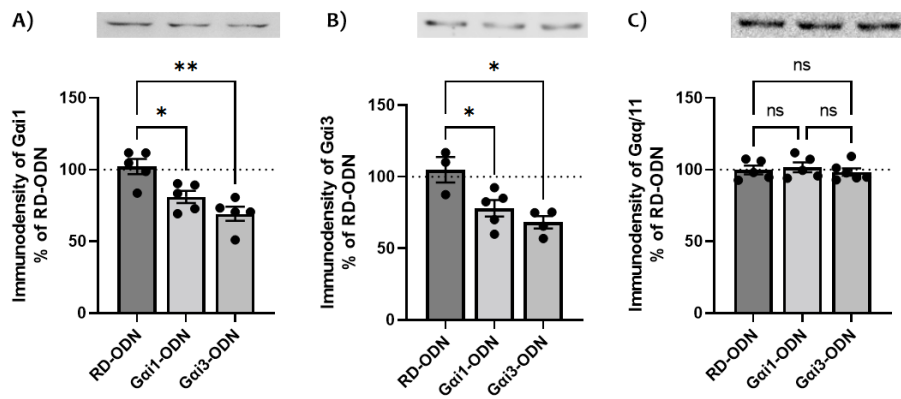 A)
**
*
Immunodensity of Gαi1
% of RD-ODN
150
100
50
0
RD-ODN
Gαi1-ODN
Gαi3-ODN
B)
*
*
Immunodensity of Gαi3
% of RD-ODN
150
100
50
0
RD-ODN
Gαi1-ODN
Gαi3-ODN
C)
ns
ns
ns
Immunodensity of Gαq/11
% of RD-ODN
150
100
50
0
RD-ODN
Gαi1-ODN
Gαi3-ODN